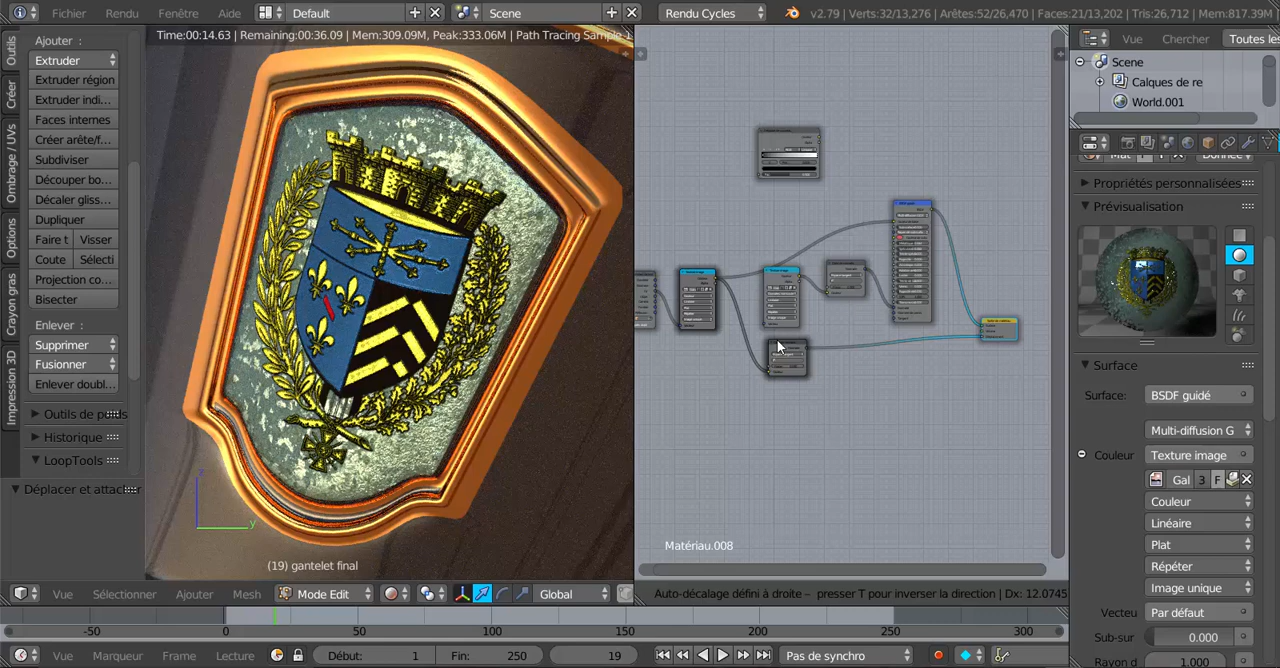 Fichier Rendu Fenêtre Aide Default Scene Rendu Cycles v2.79 | Verts:32/13,276 | Arêtes:52/26,470 | Faces:21/13,202 | Tris:26,712 | Mem:817.39M
Time:00:14.63 | Remaining:00:36.09 | Mem:309.09M, Peak:333.06M | Path Tracing Sample
Outils
Créer
Ombrage / UVs
Options
Crayon gras
Impression 3D
Ajouter :
Extruder
Extruder région
Extruder indi...
Faces internes
Créer arête/f...
Subdiviser
Découper bo...
Décaler gliss...
Dupliquer
Faire t Visser
Coute Sélecti
Projection co...
Bisecter
Enlever :
Supprimer
Fusionner
Enlever doubl...
Outils de
Historique
LoopTools
Déplacer et attac
z
y
(19) gantelet final
Matériau.008
Vue Sélectionner Ajouter Mesh Mode Edit Global
Auto-décalage défini à droite – presser T pour inverser la direction | Dx: 12.0745
-50 0 50 100 150 200 250 300
Vue Marqueur Frame Lecture Début: 1 Fin: 250 19 Pas de synchro
Vue Chercher Toutes les
Scene
Calques de re
World.001
Propriétés personnalisées
Prévisualisation
Surface
Surface: BSDF guidé
Multi-diffusion G
Couleur Texture image
Gal 3 F
Couleur
Linéaire
Plat
Répéter
Image unique
Vecteu Par défaut
Sub-sur 0.000
Rayon d 1.000